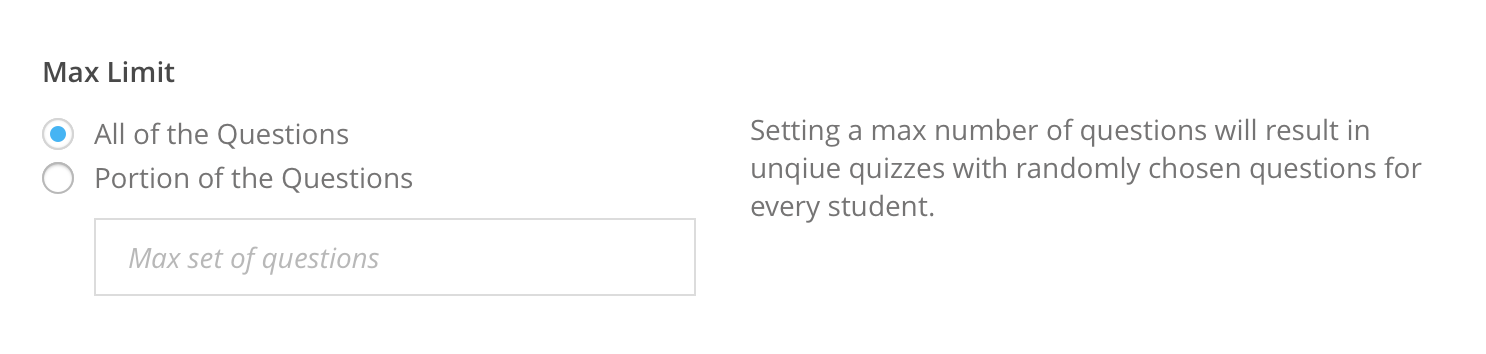 Max Limit
All of the Questions
Portion of the Questions
Max set of questions
Setting a max number of questions will result in
unqiue quizzes with randomly chosen questions for
every student.